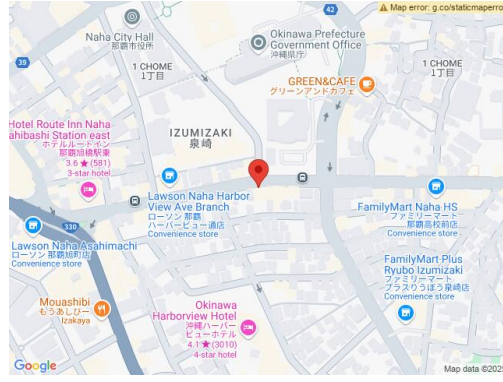 Map error: g.co/staticmaperro
Naha City Hall
那覇市役所
Okinawa Prefecture
Government Office
沖縄県庁
42
39
1 CHOME
1丁目
1 CHOME
1丁目
GREEN&CAFE
グリーンアンドカフェ
Hotel Route Inn Naha
ahibashi Station east
ホテルルートイン
那覇旭橋駅東
3.6★(581)
3-star hotel
IZUMIZAKI
泉崎
Lawson Naha Harbor
View Ave Branch
ローソン 那覇
ハーバービュー通店
Convenience store
FamilyMart Naha HS
ファミリーマート
那覇高校前店
Convenience store
330
Lawson Naha Asahimachi
ローソン 那覇旭町店
Convenience store
FamilyMart Plus
Ryubo Izumizaki
ファミリーマート
プラスりうぼう泉崎店
Convenience store
Mouashibi
もうあしびー
Izakaya
Okinawa
Harborview Hotel
沖縄ハーバー
ビューホテル
4.1★(3010)
4-star hotel
Google
Map data ©202